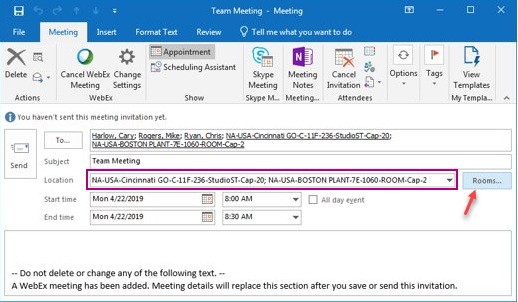 Team Meeting - Meeting
File Meeting Insert Format Text Review Tell me what you want to do
Delete
Cancel WebEx Meeting
Change Settings
Appointment
Scheduling Assistant
Skype Meeting
Meeting Notes
Cancel Invitation
Options
Tags
View Templates
Actions WebEx Show Skype M... Meeting N... Attendees My Templa...
You haven't sent this meeting invitation yet.
Send
To... Harlow, Cary; Rogers, Mike; Ryan, Chris; NA-USA-Cincinnati GO-C-11F-236-StudioST-Cap-20;
NA-USA-BOSTON PLANT-7E-1060-ROOM-Cap-2
Subject Team Meeting
Location NA-USA-Cincinnati GO-C-11F-236-StudioST-Cap-20; NA-USA-BOSTON PLANT-7E-1060-ROOM-Cap-2 Rooms...
Start time Mon 4/22/2019 8:00 AM All day event
End time Mon 4/22/2019 8:30 AM
-- Do not delete or change any of the following text. --
A WebEx meeting has been added. Meeting details will replace this section after you save or send this invitation.